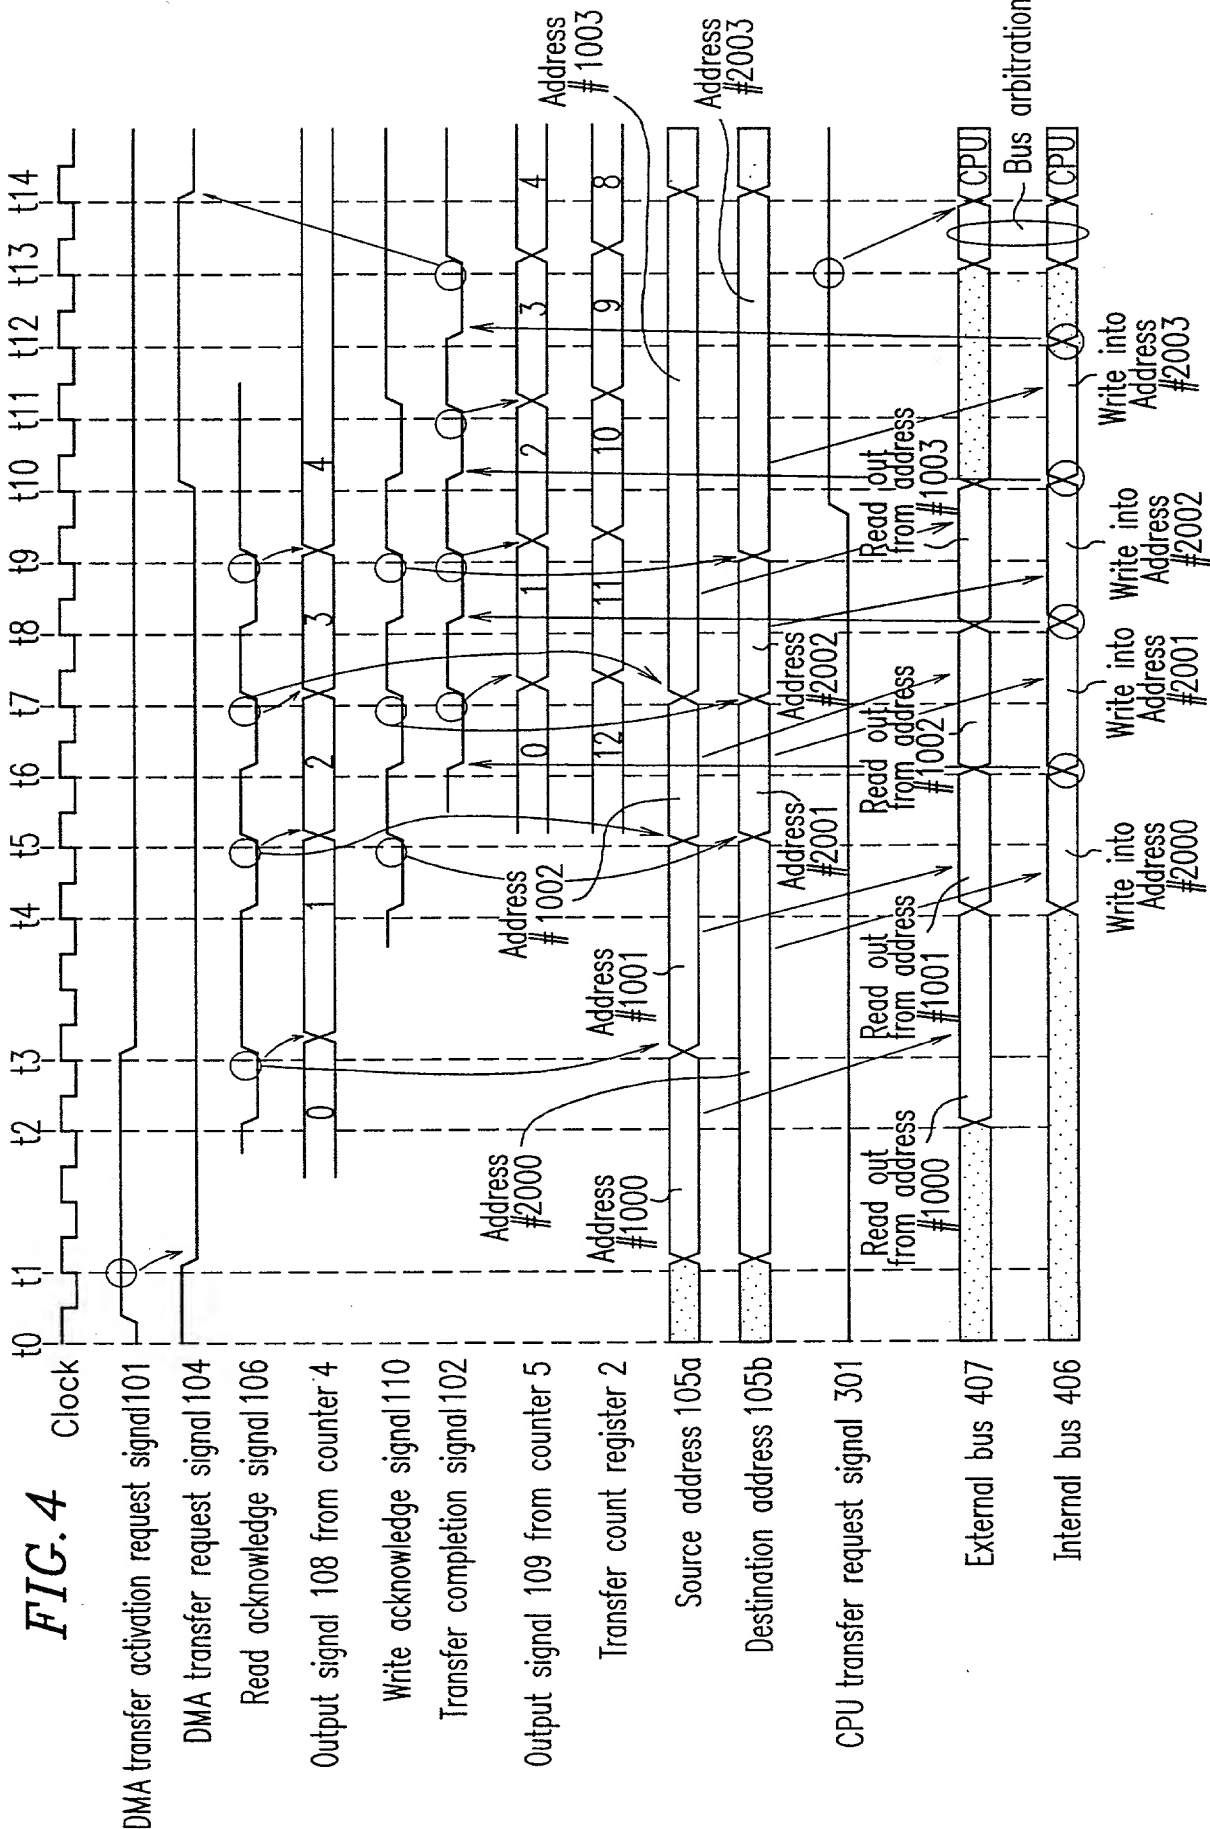 FIG. 4
t0 t1 t2 t3 t4 t5 t6 t7 t8 t9 t10 t11 t12 t13 t14
Clock
DMA transfer activation request signal 101
DMA transfer request signal 104
Read acknowledge signal 106
Output signal 108 from counter 4
0 1 2 3 4
Write acknowledge signal 110
Transfer completion signal 102
Output signal 109 from counter 5
0 1 2 3 4
Transfer count register 2
12 11 10 9 8
Source address 105a
Address
#1000
Address
#1001
Address
#1002
Address
#1003
Destination address 105b
Address
#2000
Address
#2001
Address
#2002
Address
#2003
CPU transfer request signal 301
External bus 407
Read out
from address
#1000
Read out
from address
#1001
Read out
from address
#1002
Read out
from address
#1003
CPU
Internal bus 406
Write into
Address
#2000
Write into
Address
#2001
Write into
Address
#2002
Write into
Address
#2003
CPU
Bus arbitration